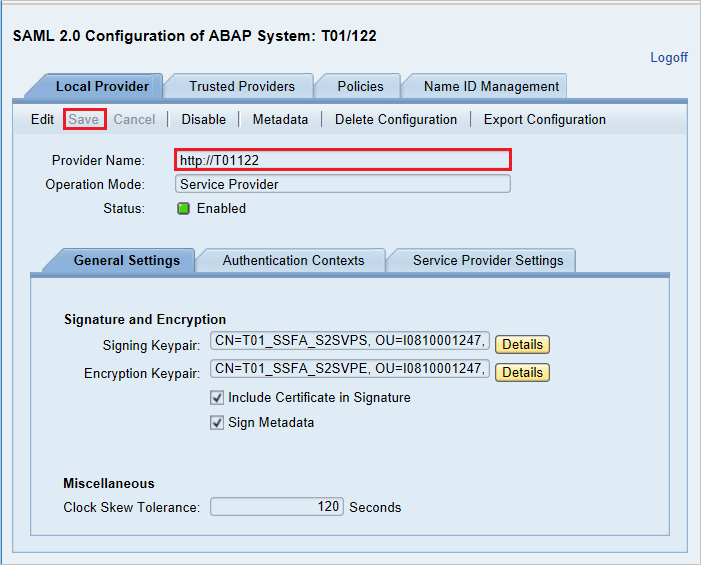 SAML 2.0 Configuration of ABAP System: T01/122
Logoff
Local Provider Trusted Providers Policies Name ID Management
Edit Save Cancel Disable Metadata Delete Configuration Export Configuration
Provider Name: http://T01122
Operation Mode: Service Provider
Status: Enabled
General Settings Authentication Contexts Service Provider Settings
Signature and Encryption
Signing Keypair: CN=T01_SSFA_S2SVPS, OU=I0810001247, Details
Encryption Keypair: CN=T01_SSFA_S2SVPE, OU=I0810001247, Details
Include Certificate in Signature
Sign Metadata
Miscellaneous
Clock Skew Tolerance: 120 Seconds